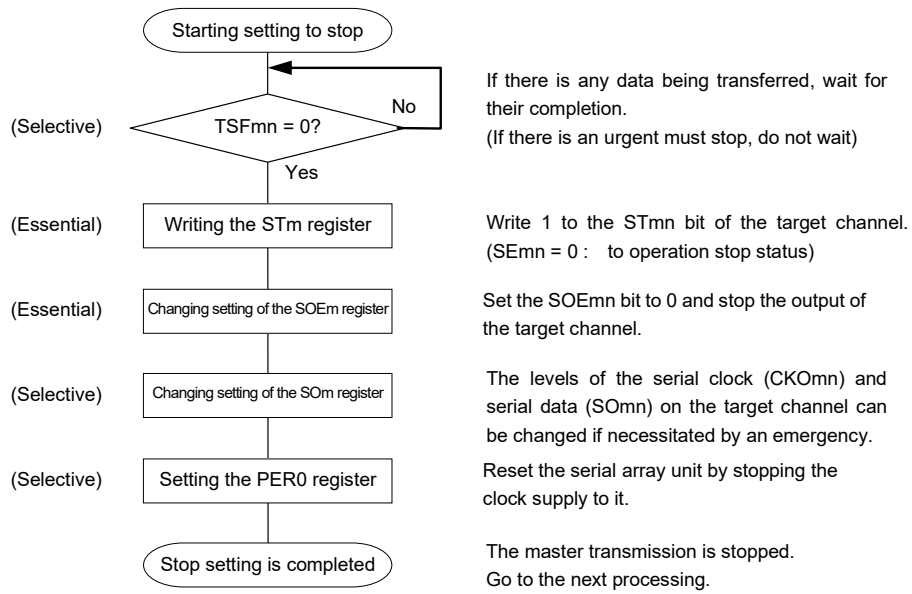 Starting setting to stop
No
(Selective)
TSFmn = 0?
If there is any data being transferred, wait for
their completion.
(If there is an urgent must stop, do not wait)
Yes
(Essential)
Writing the STm register
Write 1 to the STmn bit of the target channel.
(SEmn = 0 : to operation stop status)
(Essential)
Changing setting of the SOEm register
Set the SOEmn bit to 0 and stop the output of
the target channel.
(Selective)
Changing setting of the SOm register
The levels of the serial clock (CKOmn) and
serial data (SOmn) on the target channel can
be changed if necessitated by an emergency.
(Selective)
Setting the PER0 register
Reset the serial array unit by stopping the
clock supply to it.
Stop setting is completed
The master transmission is stopped.
Go to the next processing.